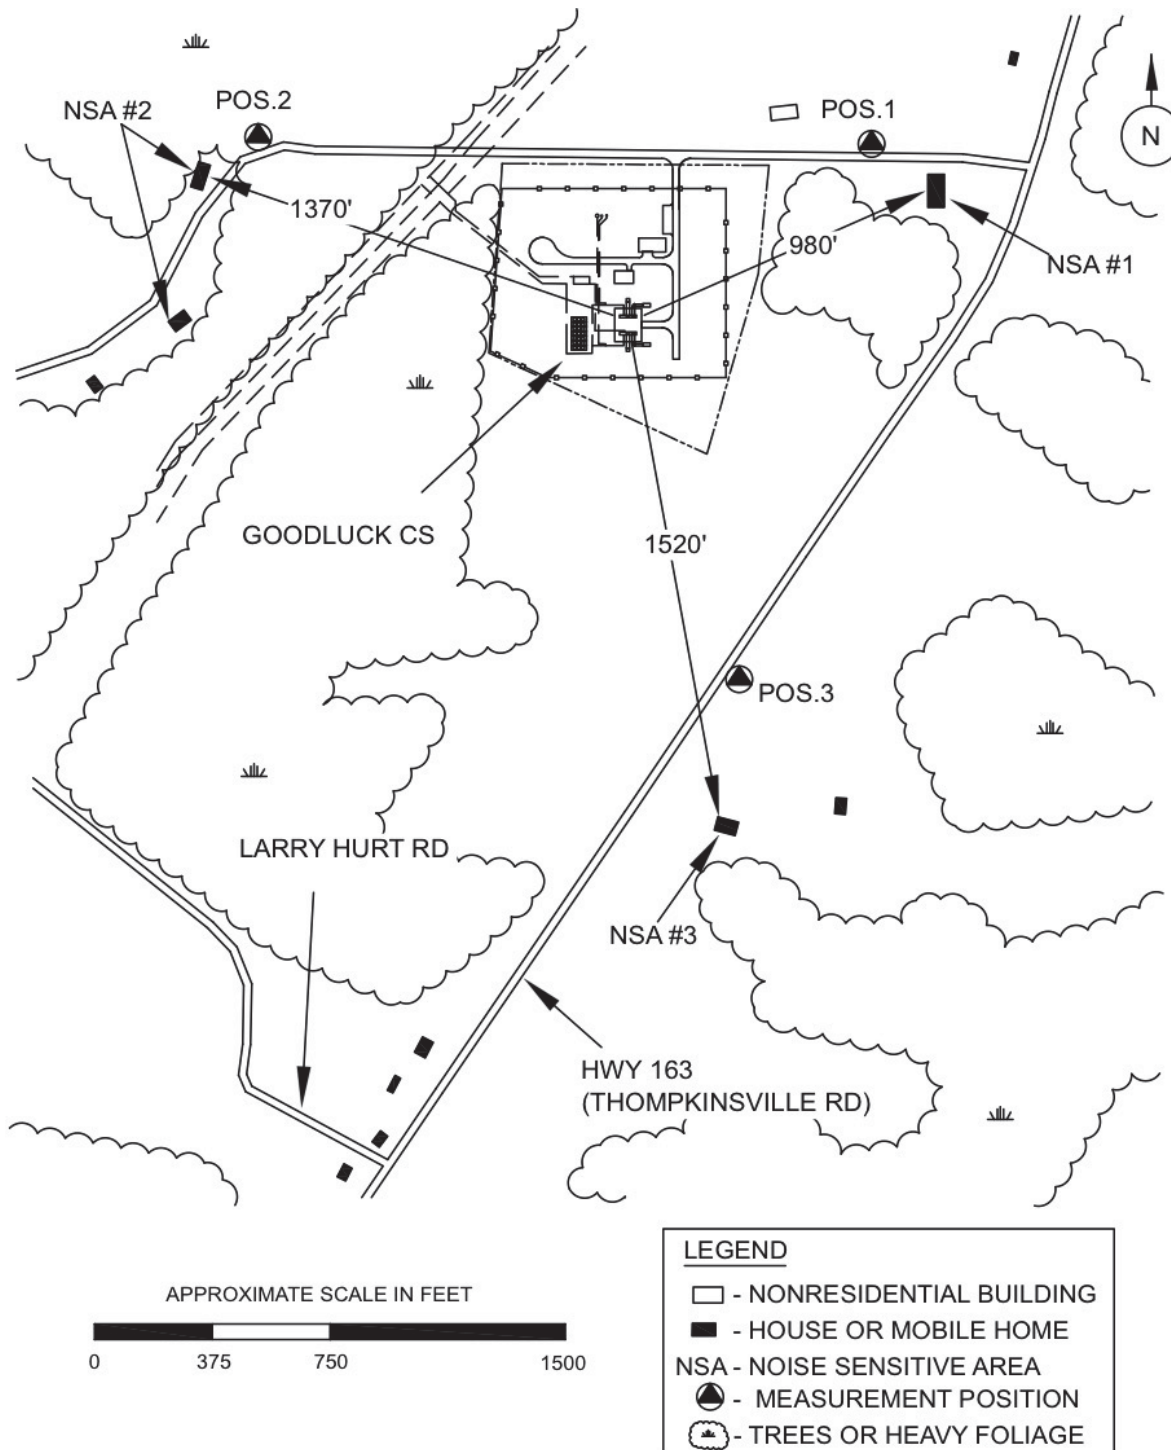 NSA #2
POS.2
POS.1
N
1370'
980'
NSA #1
GOODLUCK CS
1520'
POS.3
LARRY HURT RD
NSA #3
HWY 163
(THOMPKINSVILLE RD)
APPROXIMATE SCALE IN FEET
0 375 750 1500
LEGEND
- NONRESIDENTIAL BUILDING
- HOUSE OR MOBILE HOME
NSA - NOISE SENSITIVE AREA
- MEASUREMENT POSITION
- TREES OR HEAVY FOLIAGE